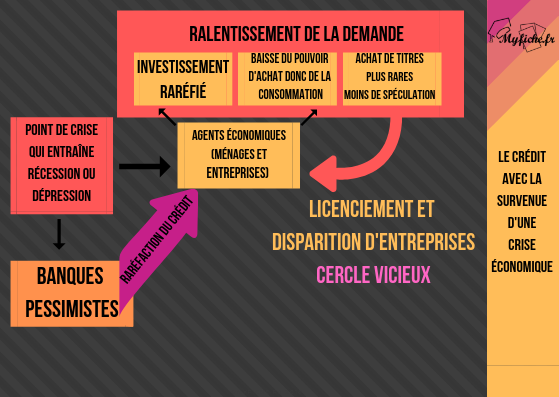 RALENTISSEMENT DE LA DEMANDE
INVESTISSEMENT
RARÉFIÉ
BAISSE DU POUVOIR
D'ACHAT DONC DE LA
CONSOMMATION
ACHAT DE TITRES
PLUS RARES
MOINS DE SPÉCULATION
Myfiche.fr
POINT DE CRISE
QUI ENTRAÎNE
RÉCESSION OU
DÉPRESSION
AGENTS ÉCONOMIQUES
(MÉNAGES ET
ENTREPRISES)
BANQUES
PESSIMISTES
RARÉFACTION DU CRÉDIT
LICENCIEMENT ET
DISPARITION D'ENTREPRISES
CERCLE VICIEUX
LE CRÉDIT
AVEC LA
SURVENUE
D'UNE
CRISE
ÉCONOMIQUE